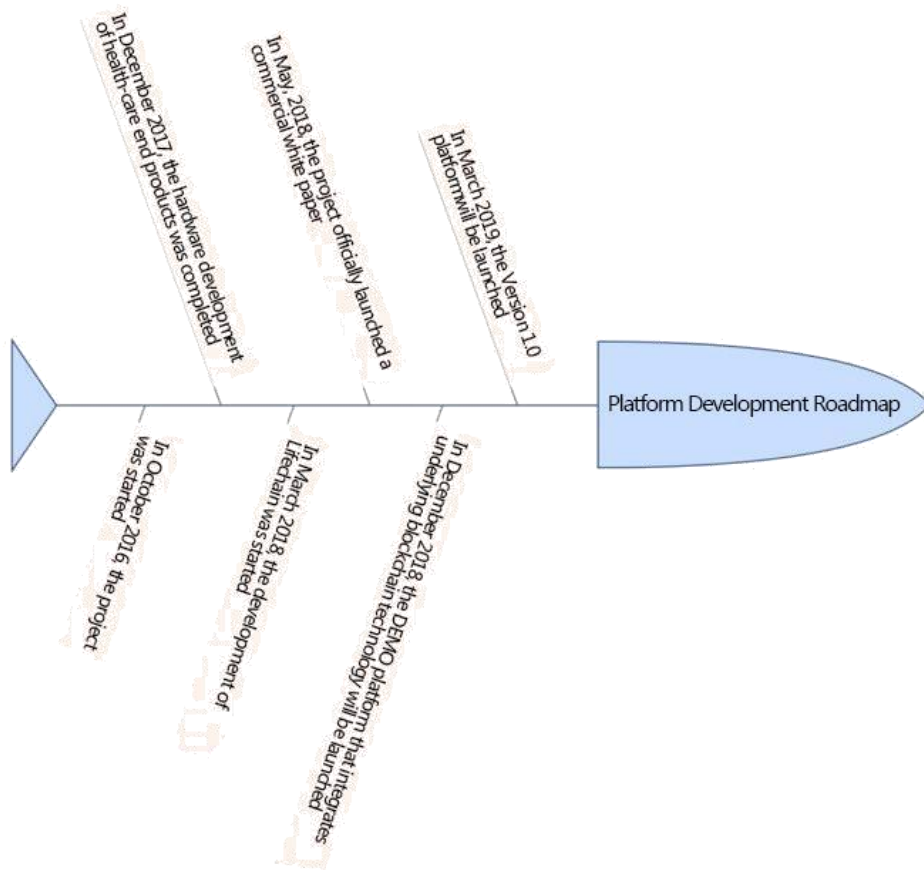 In December 2017, the hardware development
of health-care end products was completed
In May, 2018, the project officially launched a
commercial white paper
In March 2019, the Version 1.0
platformwill be launched
Platform Development Roadmap
In October 2016, the project
was started
In March 2018, the development of
Lifechain was started
In December 2018, the DEMO platform that integrates
underlying blockchain technology will be launched